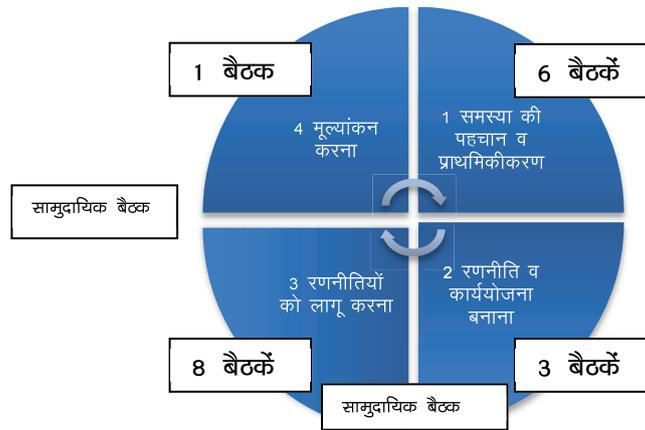 1 बैठक
6 बैठकें
4 मूल्यांकन
करना
1 समस्या की
पहचान व
प्राथमिकीकरण
सामुदायिक बैठक
3 रणनीतियों
को लागू करना
2 रणनीति व
कार्ययोजना
बनाना
8 बैठकें
3 बैठकें
सामुदायिक बैठक